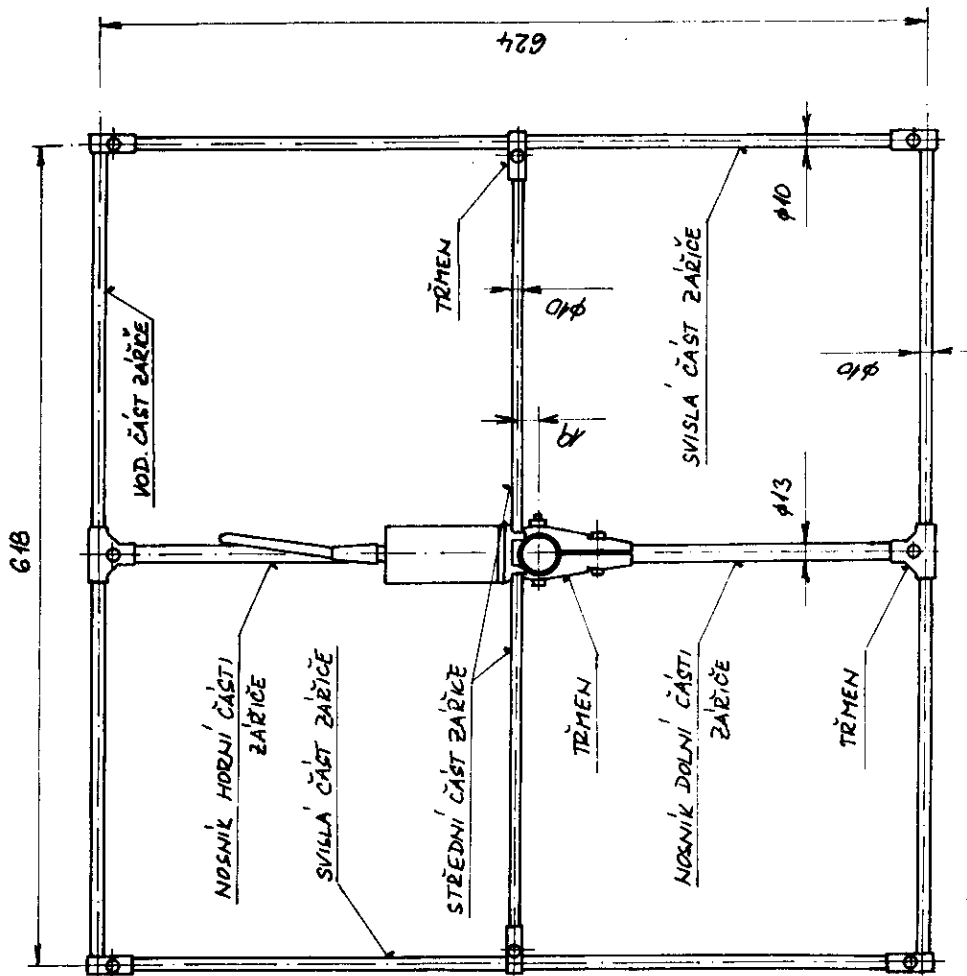 618
624
VOD. ČÁST ZÁŘIČE
TŘMEN
φ10
φ10
SVISLÁ ČÁST ZÁŘIČE
φ10
19
φ13
NOSNÍK HORNÍ ČÁSTI
ZÁŘIČE
SVISLÁ ČÁST ZÁŘIČE
STŘEDNÍ ČÁST ZÁŘIČE
TŘMEN
NOSNÍK DOLNÍ ČÁSTI
ZÁŘIČE
TŘMEN